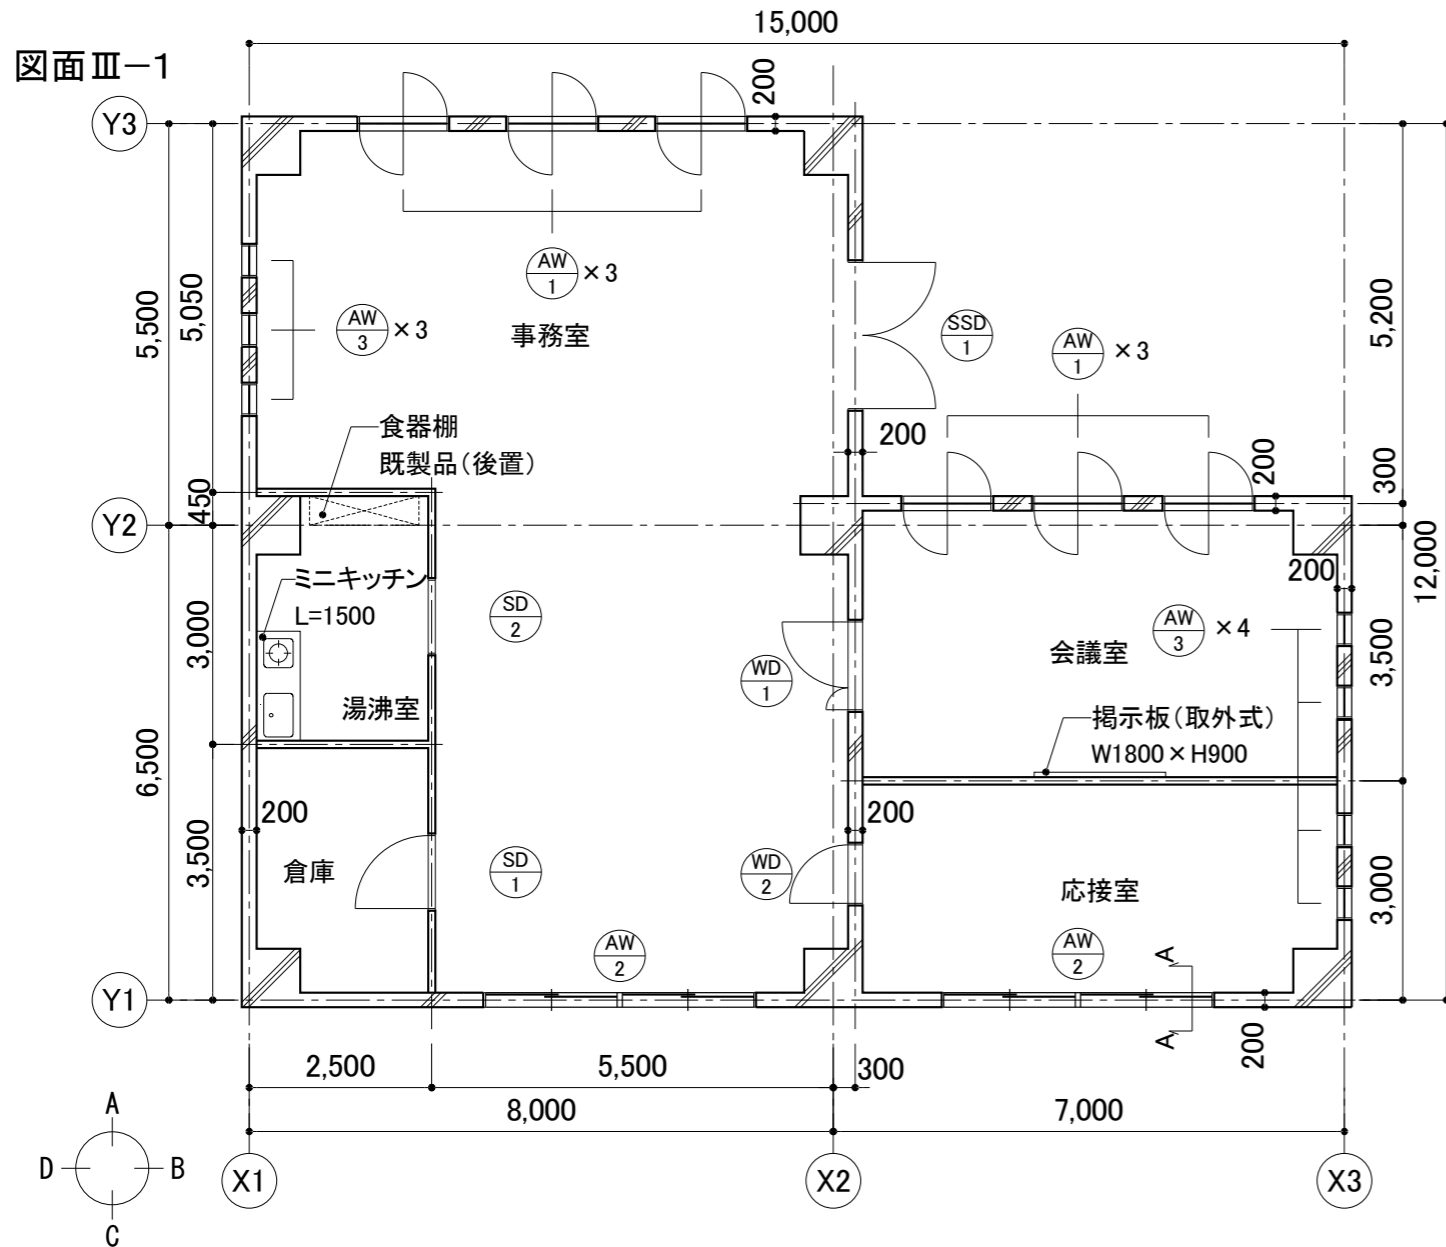 図面Ⅲ－1
15,000
200
Y3
AW
1
×3
AW
3
×3
事務室
SSD
1
AW
1
×3
5,500
5,050
5,200
食器棚
既製品（後置）
200
200
300
450
Y2
ミニキッチン
L=1500
SD
2
200
12,000
AW
3
×4
会議室
3,000
WD
1
湯沸室
3,500
掲示板（取外式）
W1800×H900
6,500
200
200
3,500
倉庫
SD
1
WD
2
応接室
3,000
AW
2
AW
2
A
Y1
A
200
2,500
5,500
300
8,000
7,000
A
D
B
C
X1
X2
X3